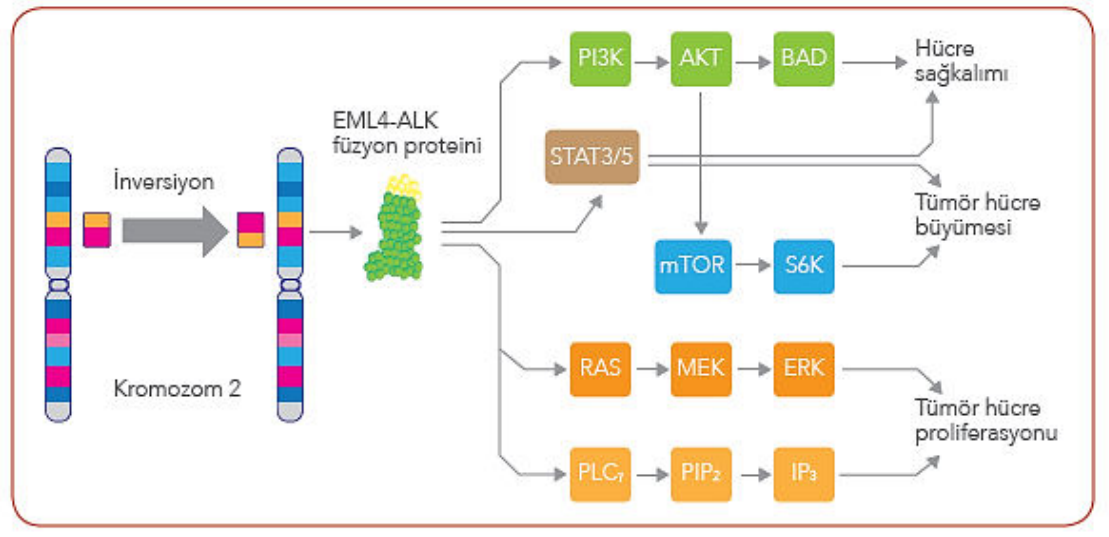 İnversiyon
Kromozom 2
EML4-ALK
füzyon proteini
PI3K
AKT
BAD
STAT3/5
mTOR
S6K
RAS
MEK
ERK
PLCγ
PIP₂
IP₃
Hücre
sağkalımı
Tümör hücre
büyümesi
Tümör hücre
proliferasyonu